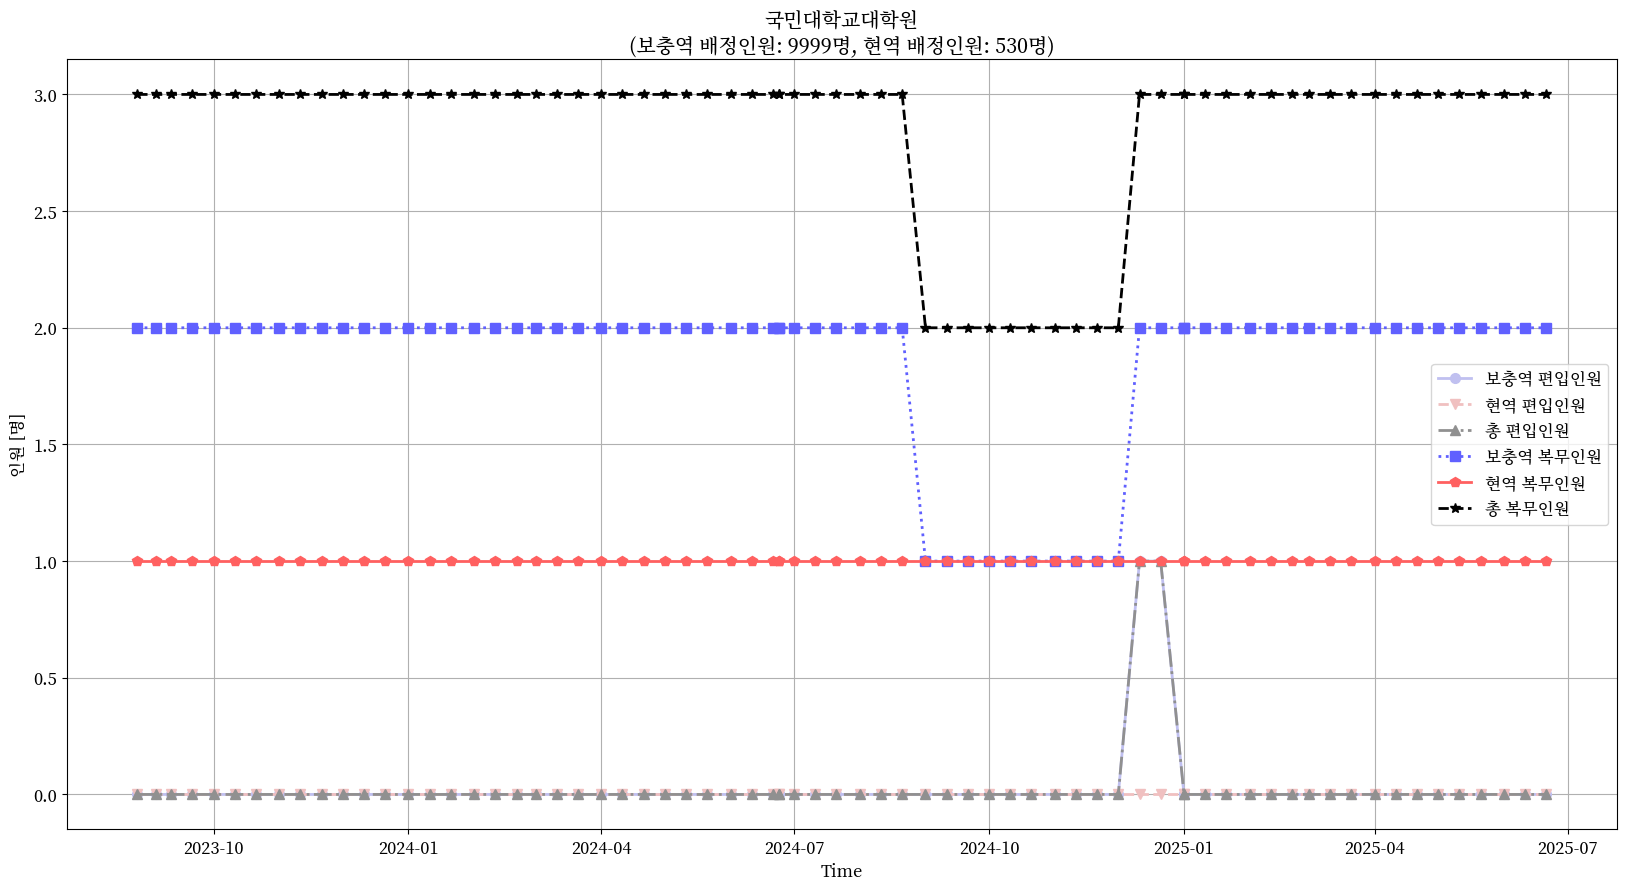 국민대학교대학원
(보충역 배정인원: 9999명, 현역 배정인원: 530명)
3.0
2.5
2.0
1.5
1.0
0.5
0.0
인원 [명]
보충역 편입인원
현역 편입인원
총 편입인원
보충역 복무인원
현역 복무인원
총 복무인원
2023-10
2024-01
2024-04
2024-07
2024-10
2025-01
2025-04
2025-07
Time